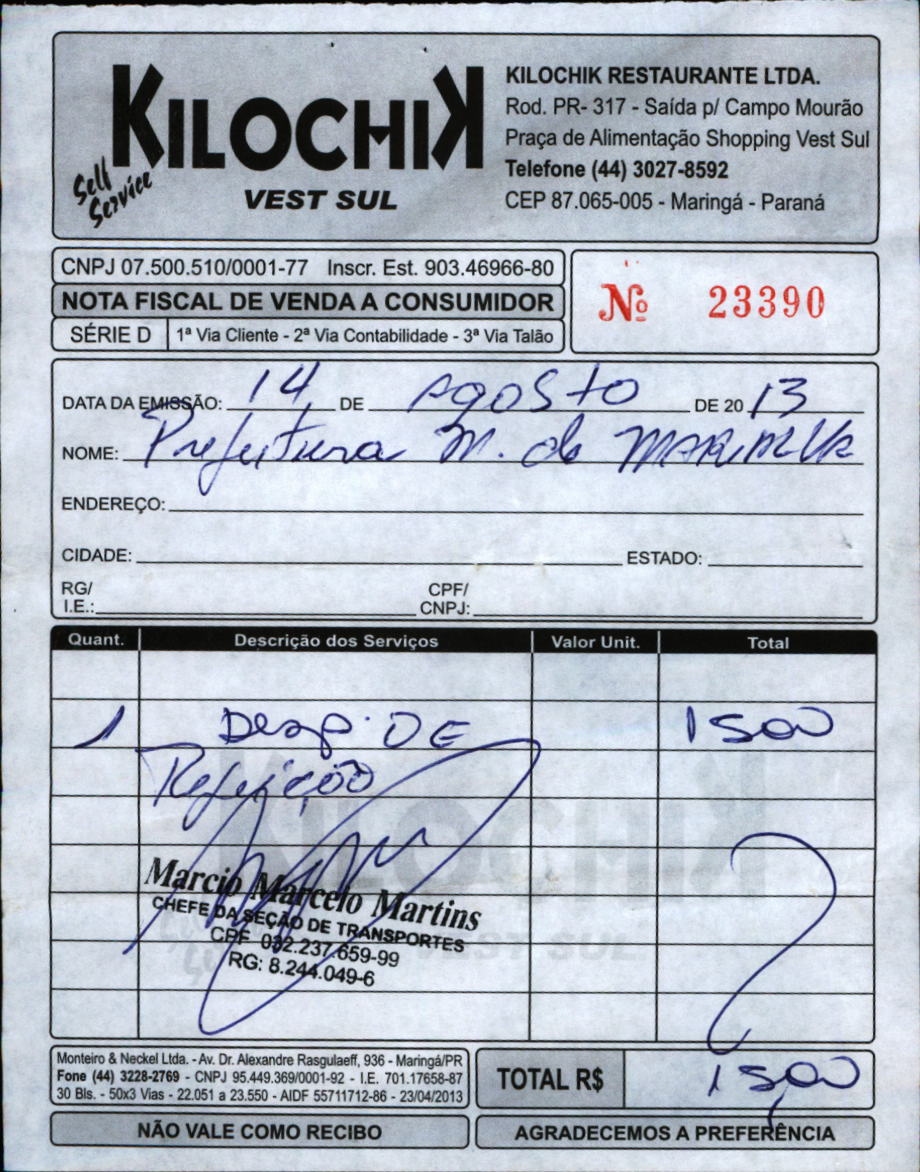 KILOCHIK
Self Service
VEST SUL
KILOCHIK RESTAURANTE LTDA.
Rod. PR- 317 - Saída p/ Campo Mourão
Praça de Alimentação Shopping Vest Sul
Telefone (44) 3027-8592
CEP 87.065-005 - Maringá - Paraná
CNPJ 07.500.510/0001-77 Inscr. Est. 903.46966-80
NOTA FISCAL DE VENDA A CONSUMIDOR
SÉRIE D 1ª Via Cliente - 2ª Via Contabilidade - 3ª Via Talão
Nº 23390
DATA DA EMISSÃO: 14 DE Agosto DE 2013
NOME: Prefeitura M. de
ENDEREÇO:
CIDADE: ESTADO:
RG/ I.E.: CPF/ CNPJ:
Quant. Descrição dos Serviços Valor Unit. Total
1 Desp. DE 1500
Refeição
Marcio Marcelo Martins
CHEFE DA SEÇÃO DE TRANSPORTES
CPF 032.237.659-99
RG: 8.244.049-6
Monteiro & Neckel Ltda. - Av. Dr. Alexandre Rasgulaeff, 936 - Maringá/PR
Fone (44) 3228-2769 - CNPJ 95.449.369/0001-92 - I.E. 701.17658-87
30 Bls. - 50x3 Vias - 22.051 a 23.550 - AIDF 55711712-86 - 23/04/2013
TOTAL R$ 15,00
NÃO VALE COMO RECIBO
AGRADECEMOS A PREFERÊNCIA